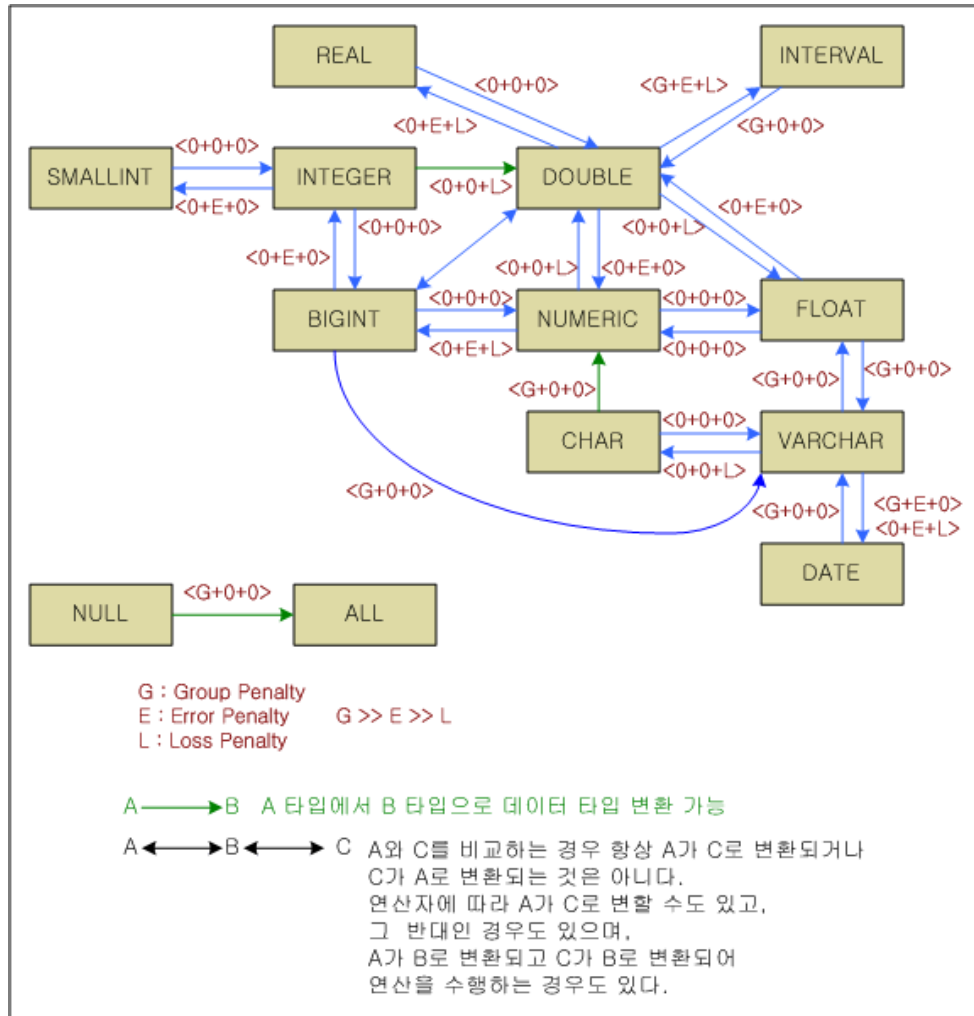 REAL
INTERVAL
<0+0+0>
<G+E+L>
<0+E+L>
<G+0+0>
<0+0+0>
SMALLINT
INTEGER
DOUBLE
<0+E+0>
<0+0+L>
<0+E+0>
<0+E+0>
<0+0+0>
<0+0+L>
<0+0+L>
<0+E+0>
BIGINT
<0+0+0>
NUMERIC
<0+0+0>
FLOAT
<0+E+L>
<0+0+0>
<G+0+0>
<G+0+0>
<G+0+0>
CHAR
<0+0+0>
VARCHAR
<0+0+L>
<G+0+0>
<G+0+0>
<G+E+0>
<0+E+L>
DATE
NULL
<G+0+0>
ALL
G : Group Penalty
E : Error Penalty G >> E >> L
L : Loss Penalty
A B A 타입에서 B 타입으로 데이터 타입 변환 가능
A B C A와 C를 비교하는 경우 항상 A가 C로 변환되거나
C가 A로 변환되는 것은 아니다.
연산자에 따라 A가 C로 변할 수도 있고,
그 반대인 경우도 있으며,
A가 B로 변환되고 C가 B로 변환되어
연산을 수행하는 경우도 있다.